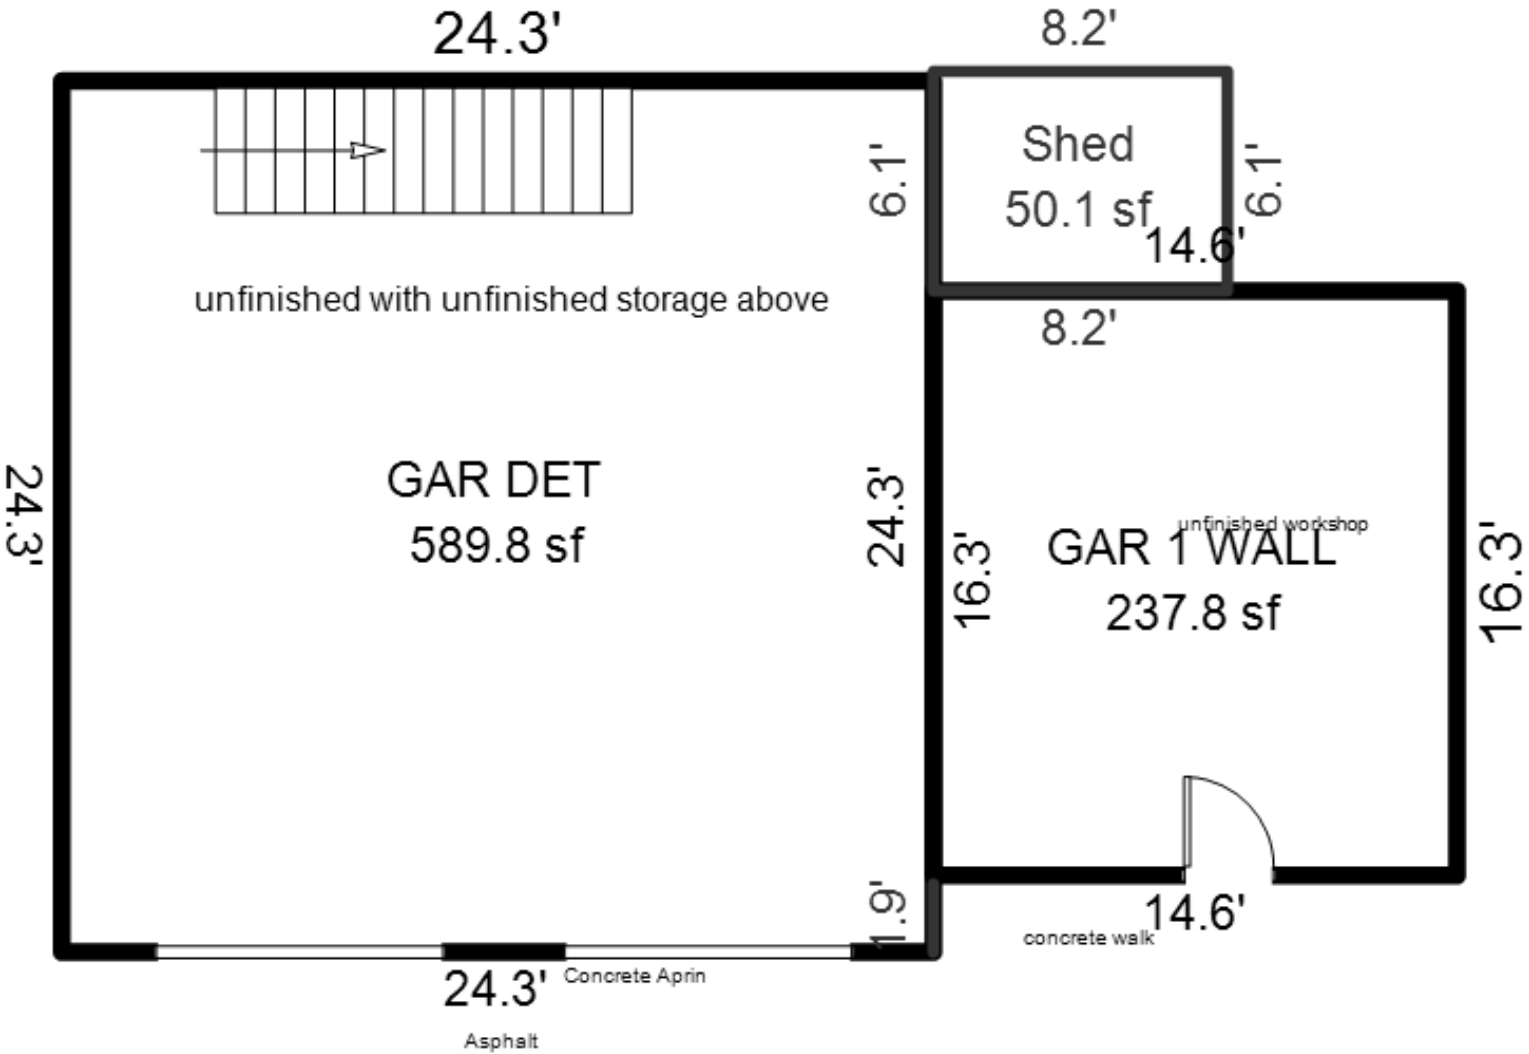 24.3'
8.2'
Shed
50.1 sf
6.1'
6.1'
14.6'
unfinished with unfinished storage above
8.2'
GAR DET
589.8 sf
24.3'
24.3'
unfinished workshop
GAR 1 WALL
237.8 sf
16.3'
16.3'
1.9'
14.6'
concrete walk
24.3'
Concrete Aprin
Asphalt